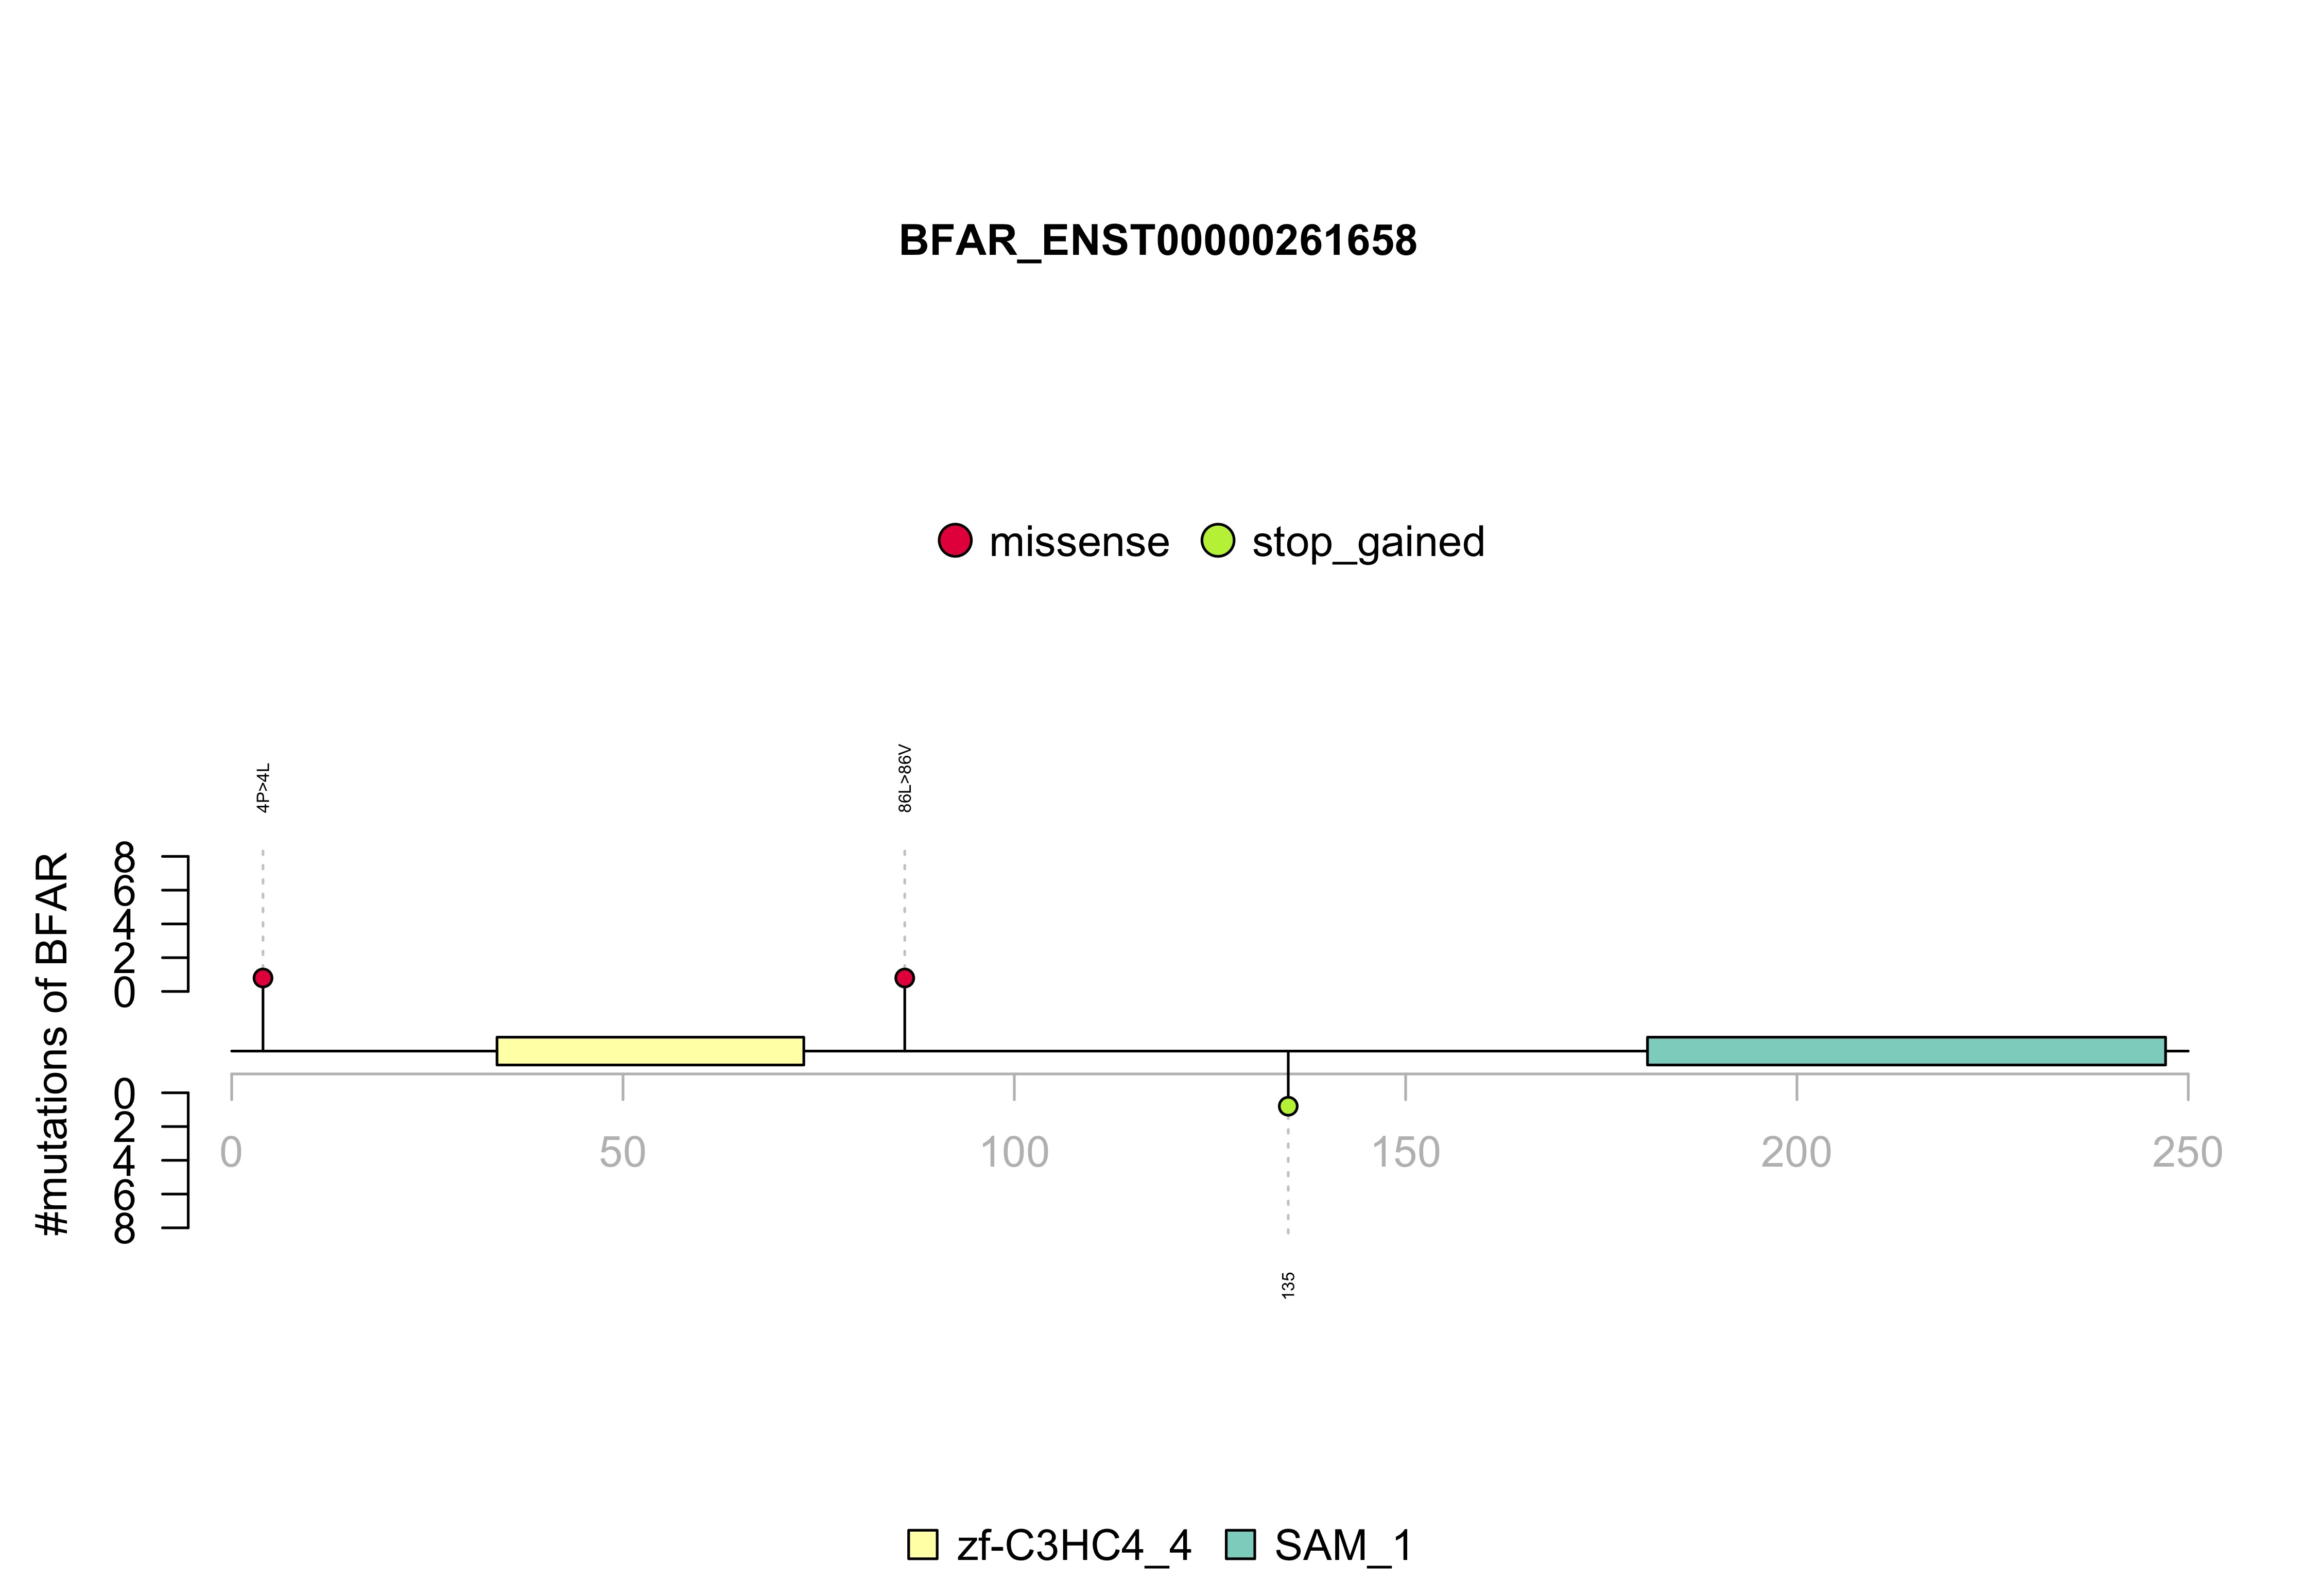 BFAR_ENST00000261658
missense stop_gained
4P>4L 86L>86V
#mutations of BFAR
8
6
4
2
0
0
2
4
6
8
0 50 100 150 200 250
135
zf-C3HC4_4 SAM_1